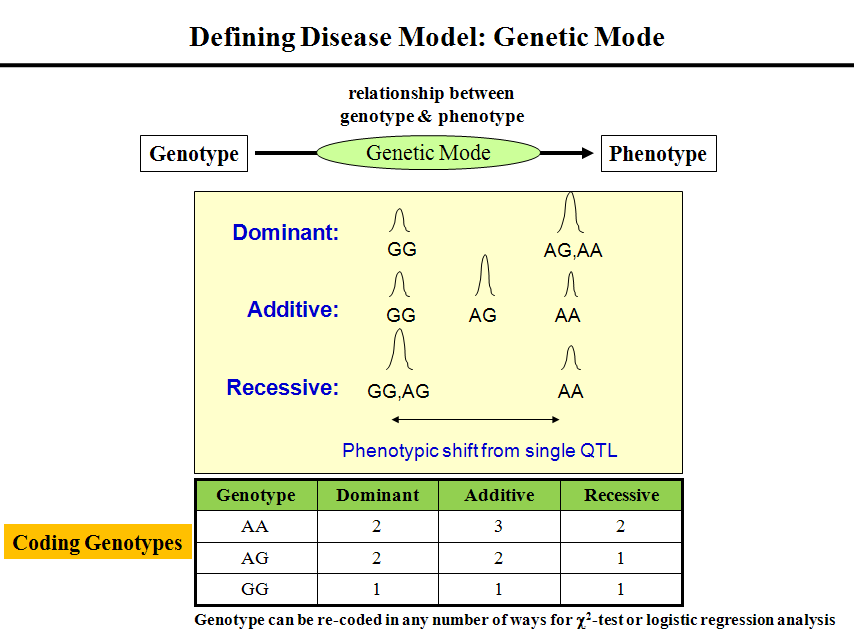 Defining Disease Model: Genetic Mode
relationship between
genotype & phenotype
Genotype Genetic Mode Phenotype
Dominant: GG AG,AA
Additive: GG AG AA
Recessive: GG,AG AA
Phenotypic shift from single QTL
Genotype Dominant Additive Recessive
AA 2 3 2
Coding Genotypes AG 2 2 1
GG 1 1 1
Genotype can be re-coded in any number of ways for χ²-test or logistic regression analysis